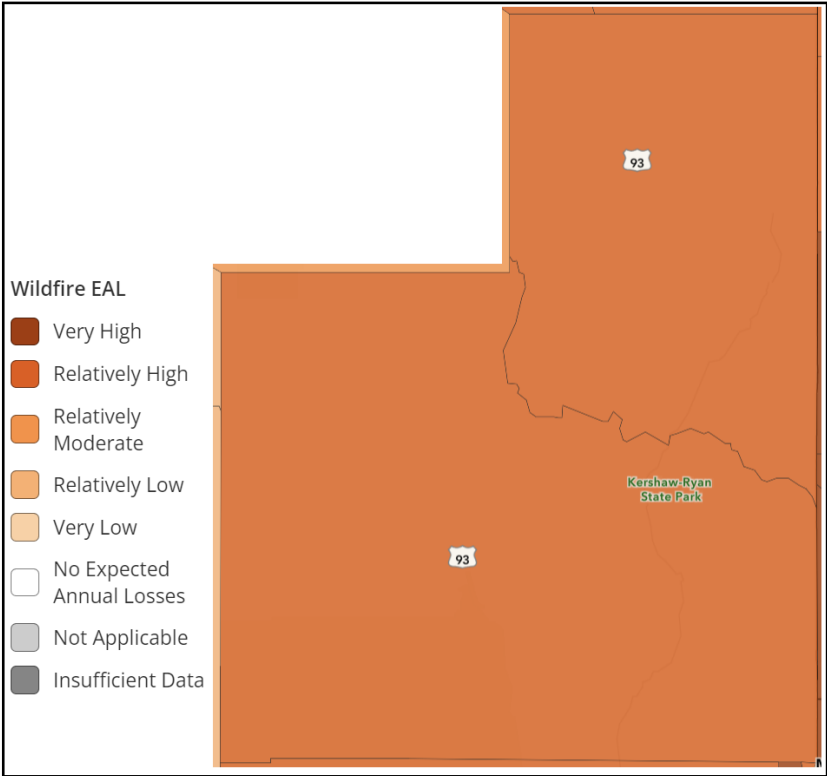 93
Wildfire EAL
Very High
Relatively High
Relatively
Moderate
Relatively Low
Very Low
No Expected
Annual Losses
Not Applicable
Insufficient Data
Kershaw-Ryan
State Park
93